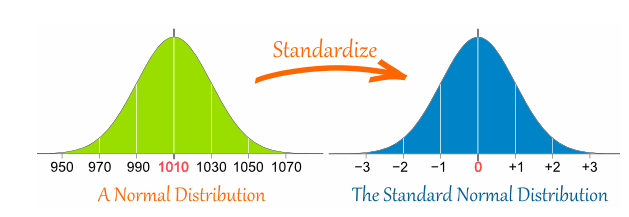 Standardize
950 970 990 1010 1030 1050 1070
−3 −2 −1 0 +1 +2 +3
A Normal Distribution
The Standard Normal Distribution